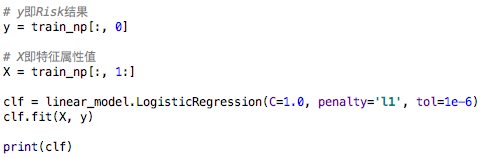 # y即Risk结果
y = train_np[:, 0]
# X即特征属性值
X = train_np[:, 1:]
clf = linear_model.LogisticRegression(C=1.0, penalty='l1', tol=1e-6)
clf.fit(X, y)
print(clf)